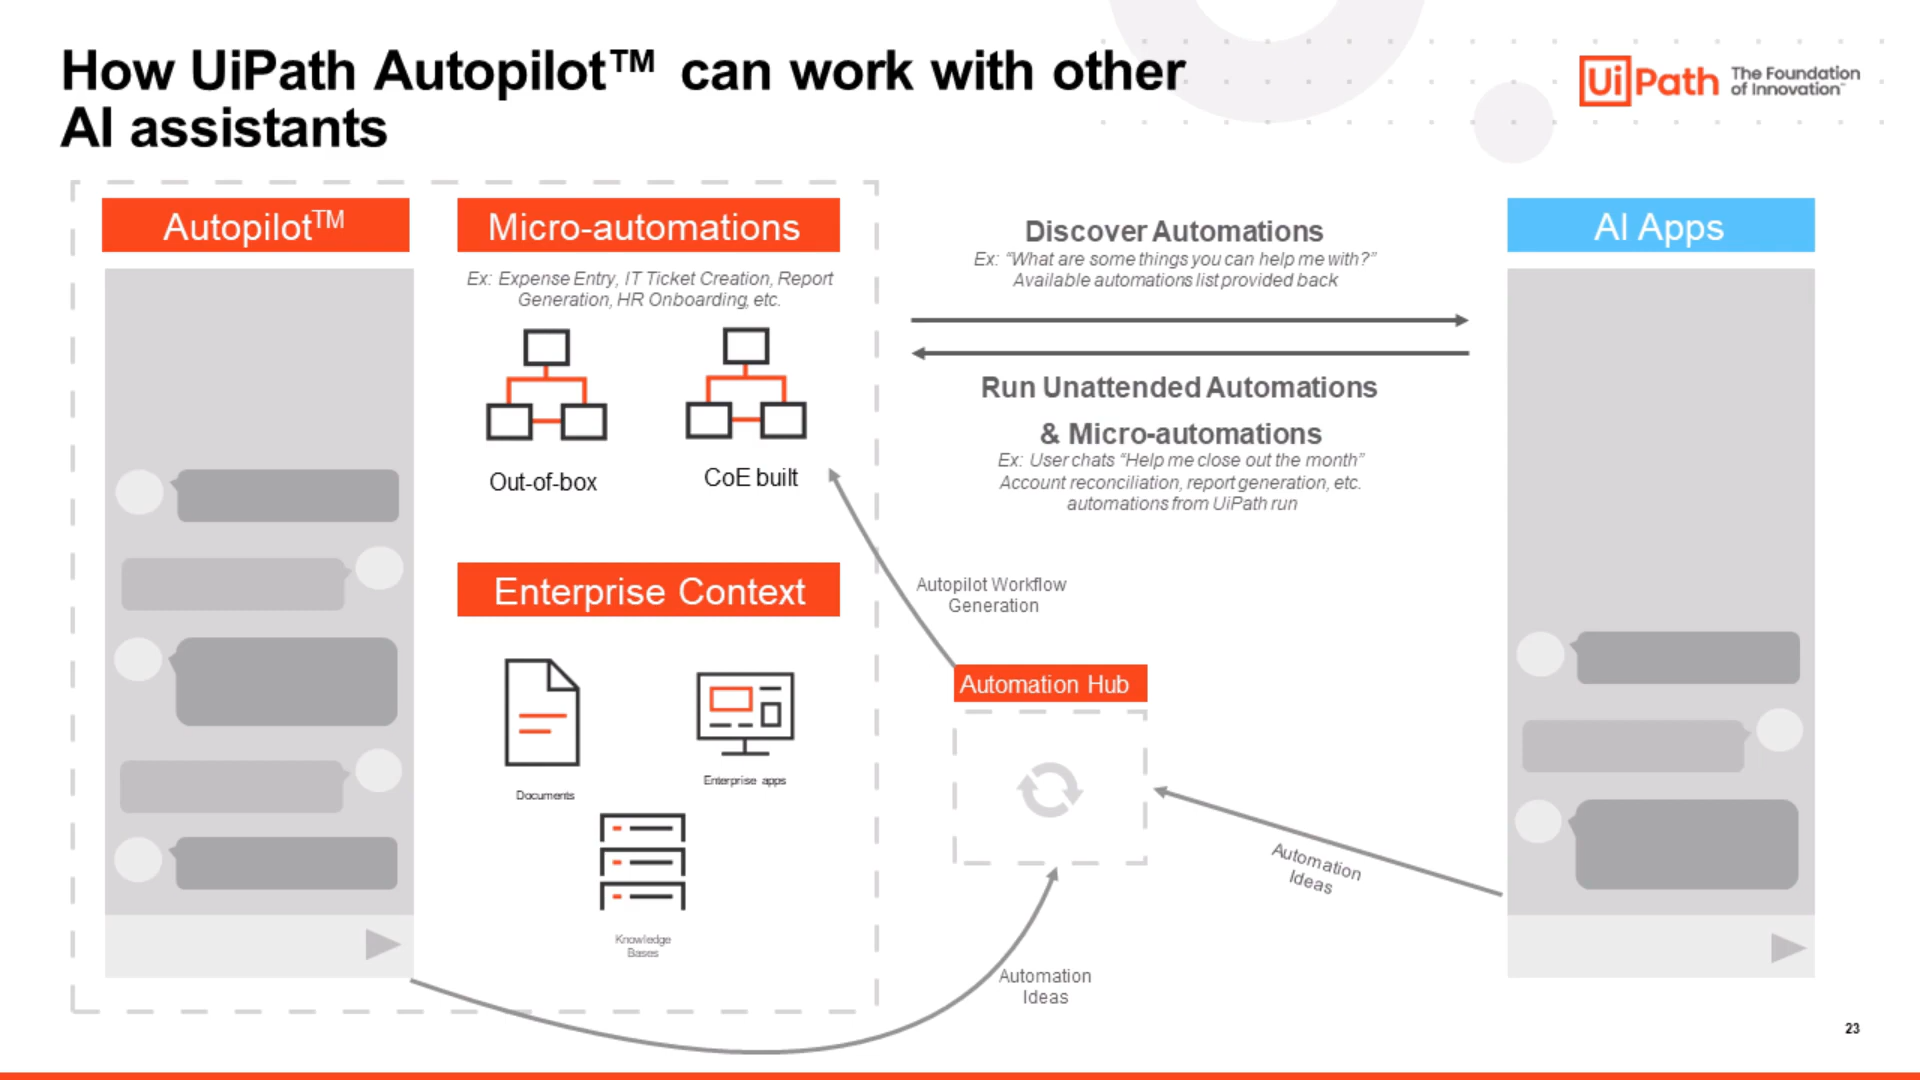 How UiPath Autopilot™ can work with other
AI assistants
UiPath The Foundation
of Innovation™
Autopilot™
Micro-automations
Ex: Expense Entry, IT Ticket Creation, Report
Generation, HR Onboarding, etc.
Out-of-box
CoE built
Enterprise Context
Documents
Enterprise apps
Knowledge
Bases
Discover Automations
Ex: “What are some things you can help me with?”
Available automations list provided back
Run Unattended Automations
& Micro-automations
Ex: User chats “Help me close out the month”
Account reconciliation, report generation, etc.
automations from UiPath run
Autopilot Workflow
Generation
Automation Hub
Automation
Ideas
Automation
Ideas
AI Apps
23